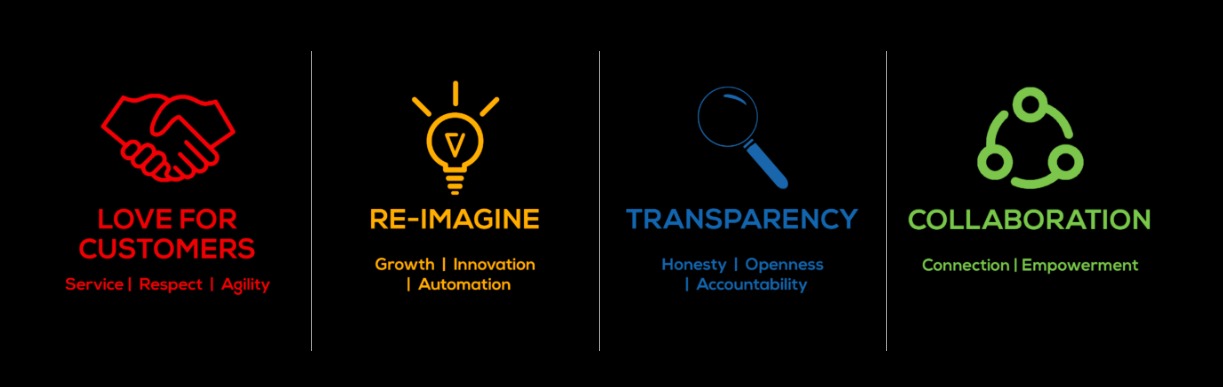 LOVE FOR
CUSTOMERS
Service | Respect | Agility
RE-IMAGINE
Growth | Innovation
| Automation
TRANSPARENCY
Honesty | Openness
| Accountability
COLLABORATION
Connection | Empowerment